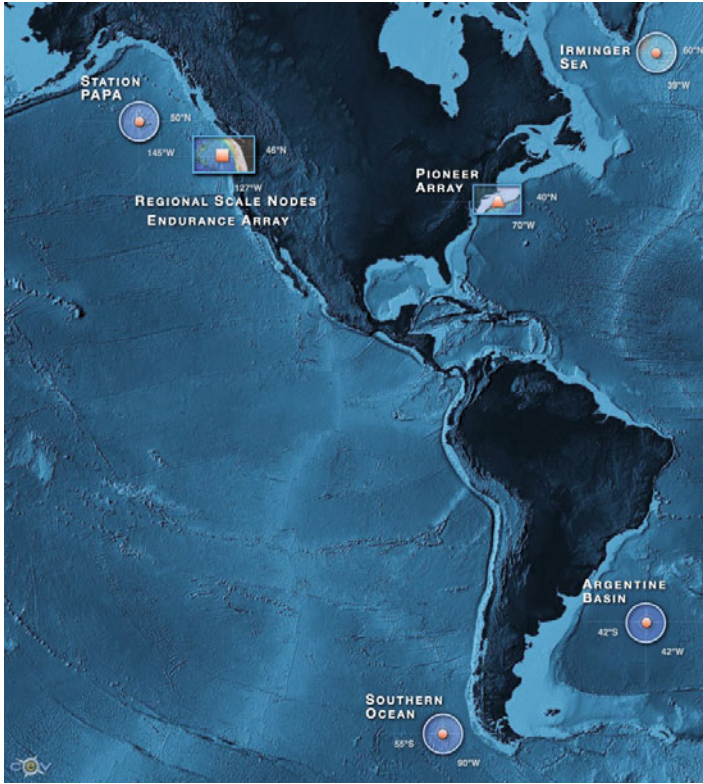 IRMINGER
SEA
60°N
39°W
STATION
PAPA
50°N
145°W
46°N
127°W
REGIONAL SCALE NODES
ENDURANCE ARRAY
PIONEER
ARRAY
40°N
70°W
ARGENTINE
BASIN
42°S
42°W
SOUTHERN
OCEAN
55°S
90°W